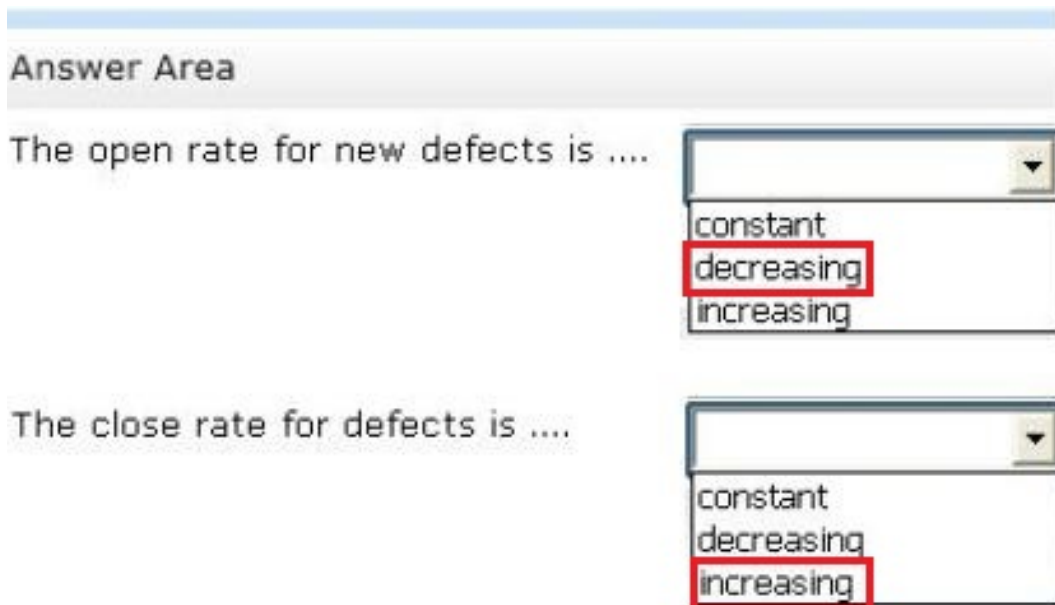 Answer Area
The open rate for new defects is ....
constant
decreasing
increasing
The close rate for defects is ....
constant
decreasing
increasing